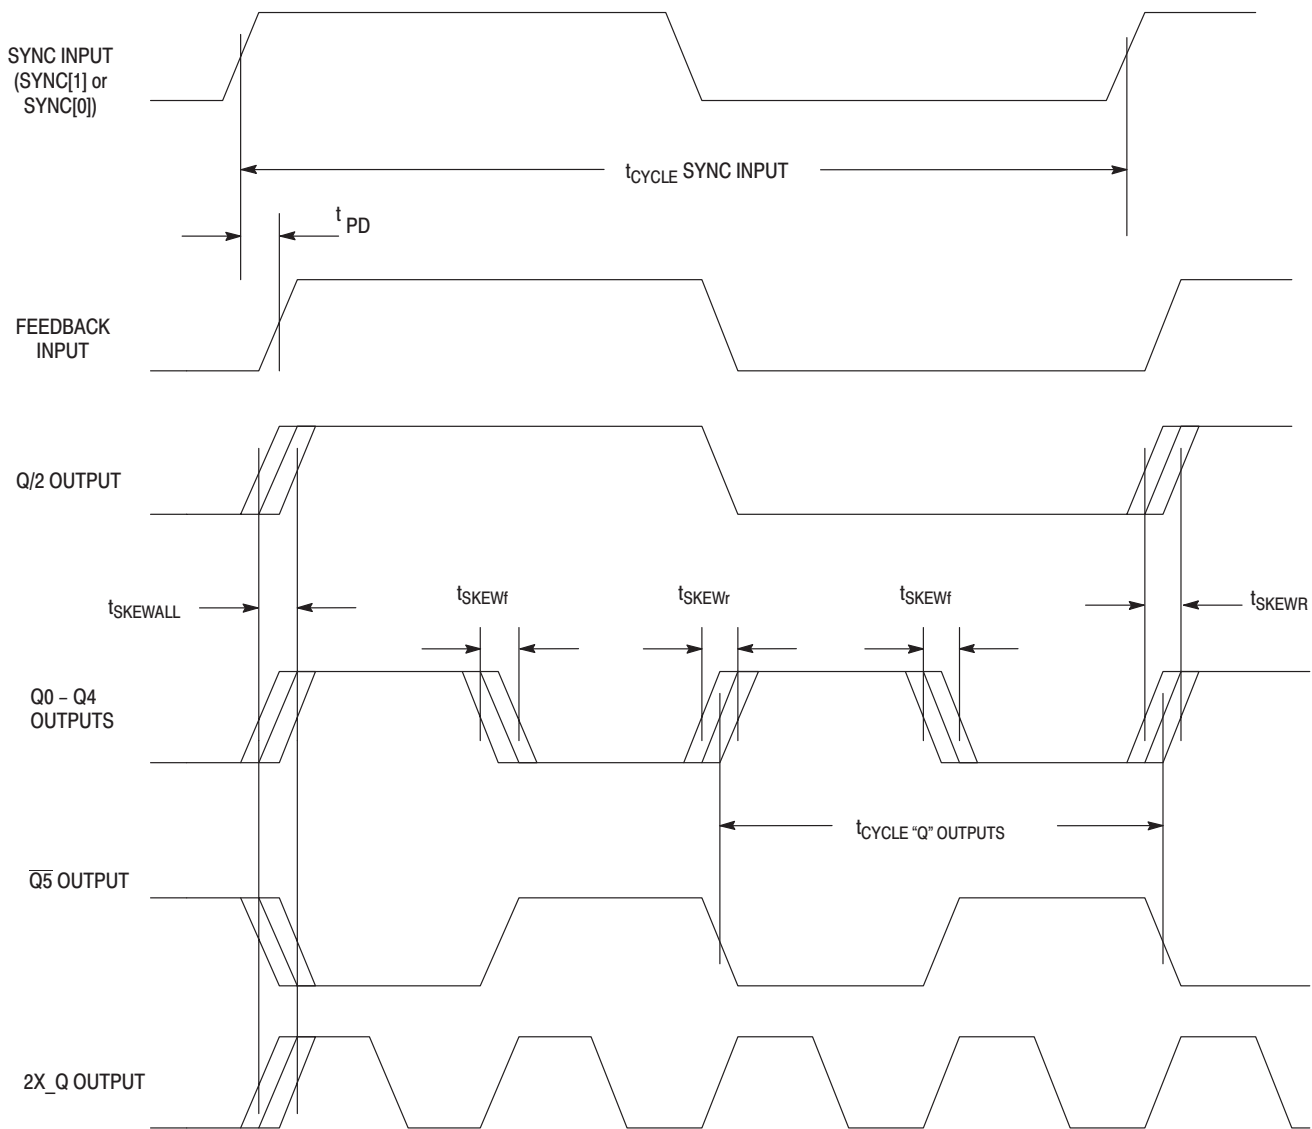 SYNC INPUT
(SYNC[1] or
SYNC[0])
tCYCLE SYNC INPUT
t PD
FEEDBACK
INPUT
Q/2 OUTPUT
tSKEWALL
tSKEWf
tSKEWr
tSKEWf
tSKEWR
Q0 – Q4
OUTPUTS
tCYCLE “Q” OUTPUTS
Q̅5̅ OUTPUT
2X_Q OUTPUT